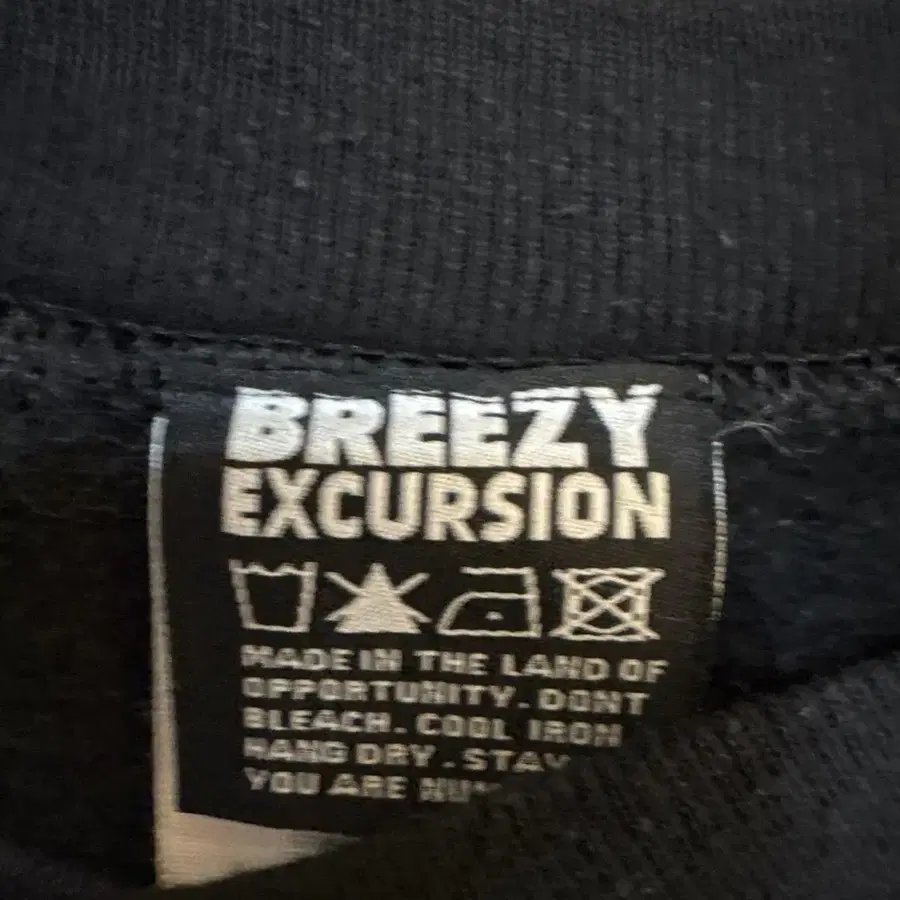 BREEZY
EXCURSION
MADE IN THE LAND OF
OPPORTUNITY. DONT
BLEACH. COOL IRON
HANG DRY. STAY
YOU ARE